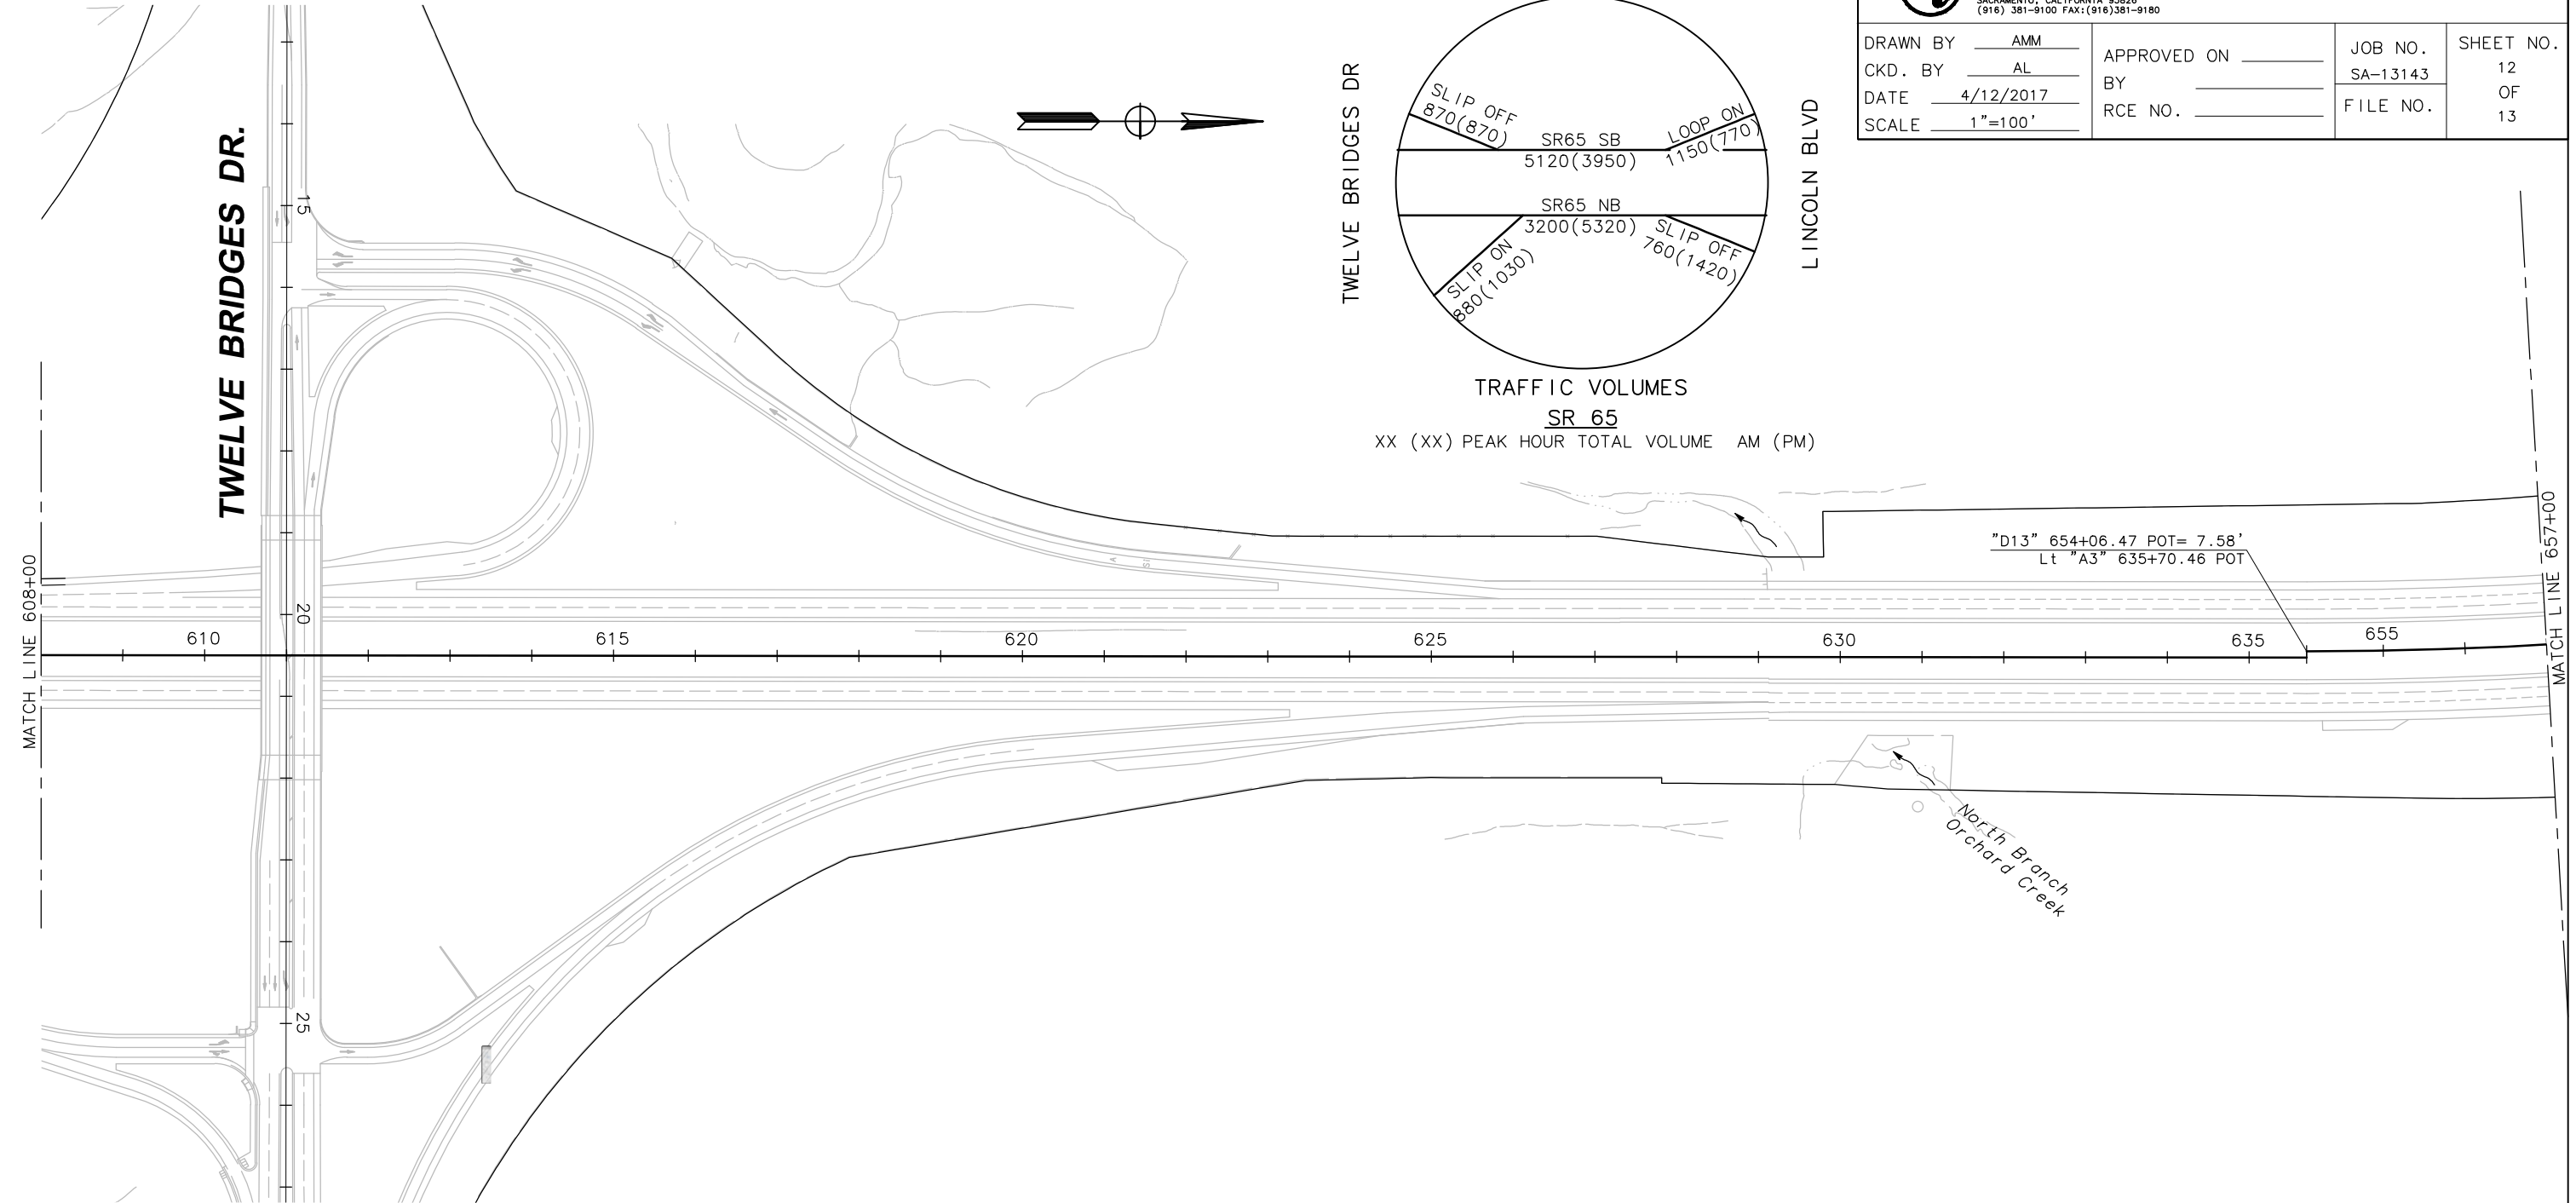 SACRAMENTO, CALIFORNIA 95826
(916) 381-9100 FAX:(916)381-9180
DRAWN BY AMM
CKD. BY AL
DATE 4/12/2017
SCALE 1"=100'
APPROVED ON
BY
RCE NO.
JOB NO.
SA-13143
FILE NO.
SHEET NO.
12
OF
13
TWELVE BRIDGES DR.
15
20
25
TWELVE BRIDGES DR
SLIP OFF
870(870)
SR65 SB
5120(3950)
LOOP ON
1150(770)
SR65 NB
3200(5320)
SLIP ON
880(1030)
SLIP OFF
760(1420)
LINCOLN BLVD
TRAFFIC VOLUMES
SR 65
XX (XX) PEAK HOUR TOTAL VOLUME AM (PM)
"D13" 654+06.47 POT= 7.58'
Lt "A3" 635+70.46 POT
MATCH LINE 608+00
610
615
620
625
630
635
655
MATCH LINE 657+00
North Branch
Orchard Creek